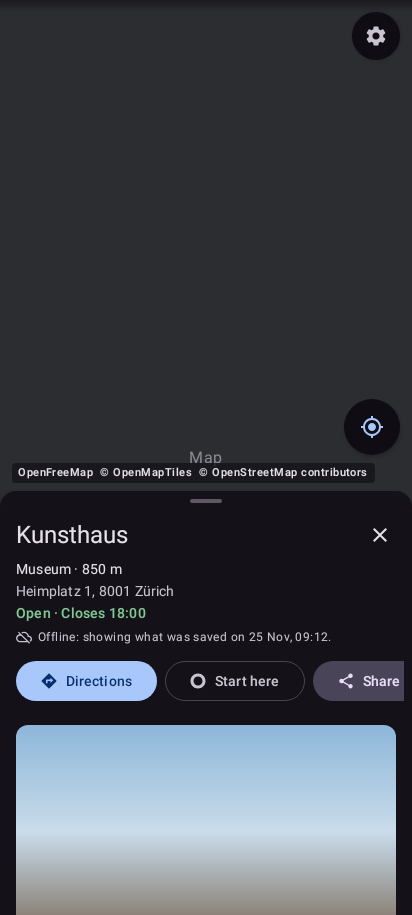 Map
OpenFreeMap © OpenMapTiles © OpenStreetMap contributors
Kunsthaus
Museum · 850 m
Heimplatz 1, 8001 Zürich
Open · Closes 18:00
Offline: showing what was saved on 25 Nov, 09:12.
Directions
Start here
Share